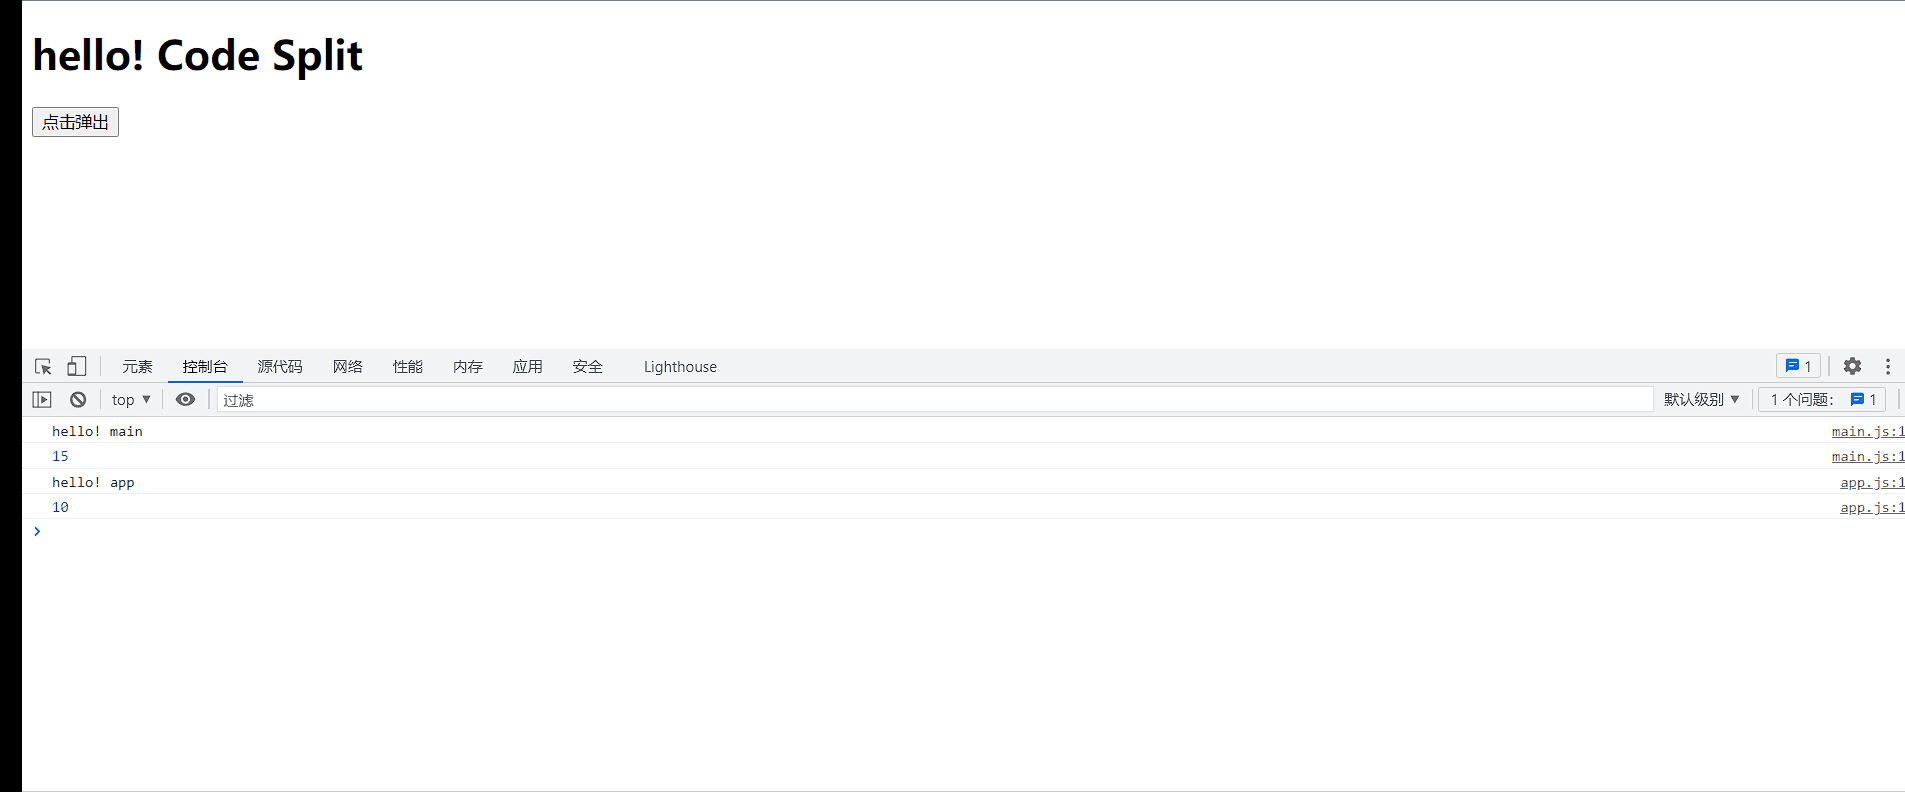 hello! Code Split
点击弹出
元素 控制台 源代码 网络 性能 内存 应用 安全 Lighthouse 1
top 过滤 默认级别 1 个问题： 1
hello! main main.js:1
15 main.js:1
hello! app app.js:1
10 app.js:1